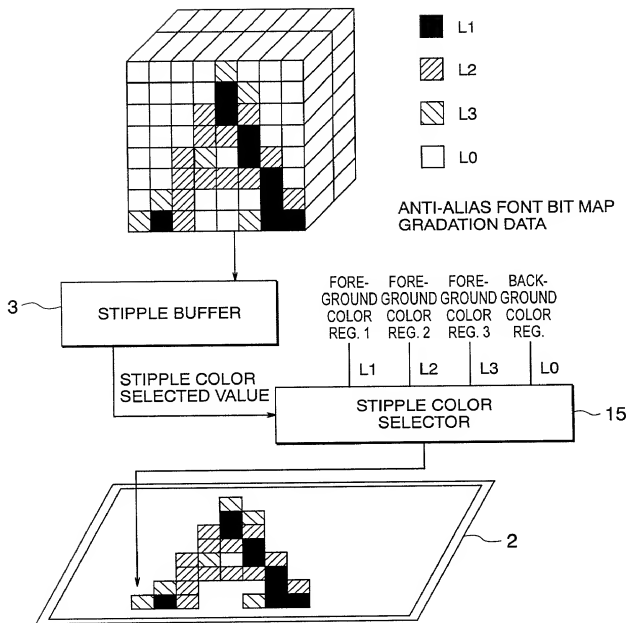 L1
L2
L3
L0
ANTI-ALIAS FONT BIT MAP
GRADATION DATA
3
STIPPLE BUFFER
FORE-
GROUND
COLOR
REG. 1
FORE-
GROUND
COLOR
REG. 2
FORE-
GROUND
COLOR
REG. 3
BACK-
GROUND
COLOR
REG.
L1
L2
L3
L0
STIPPLE COLOR
SELECTED VALUE
STIPPLE COLOR
SELECTOR
15
2